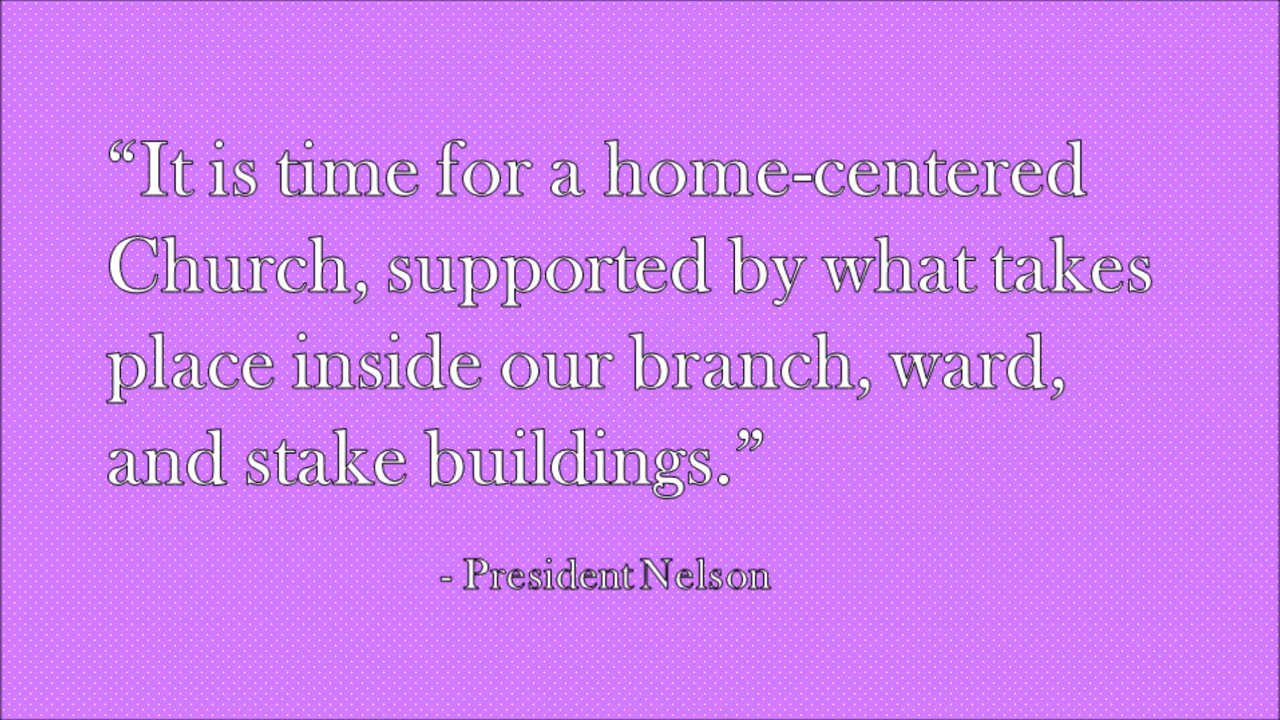 “It is time for a home-centered
Church, supported by what takes
place inside our branch, ward,
and stake buildings.”
- President Nelson